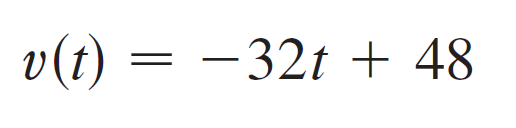 v(t) = −32t + 48